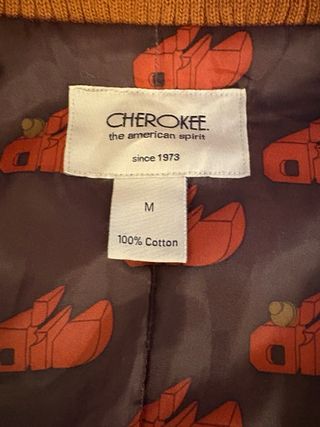 CHEROKEE.
the american spirit
since 1973
M
100% Cotton